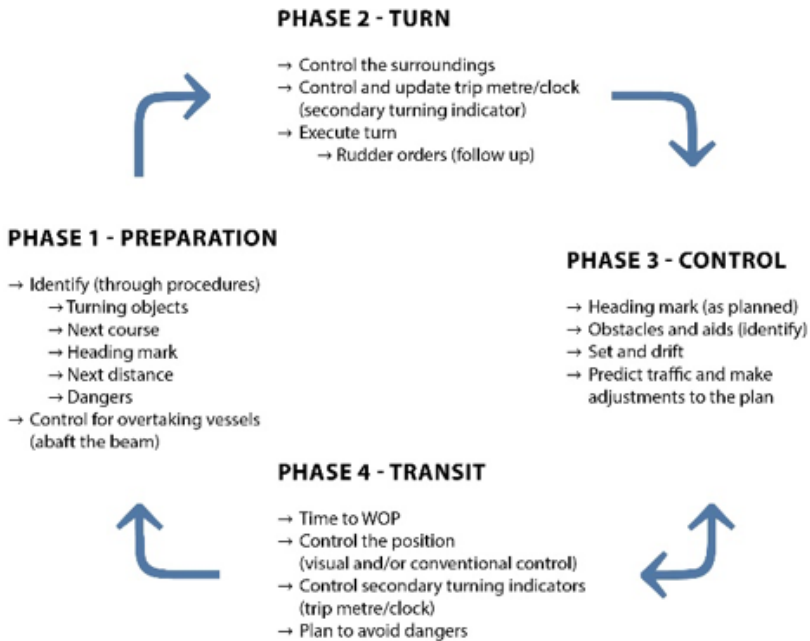 PHASE 2 - TURN
→ Control the surroundings
→ Control and update trip metre/clock
(secondary turning indicator)
→ Execute turn
→ Rudder orders (follow up)
PHASE 1 - PREPARATION
→ Identify (through procedures)
→ Turning objects
→ Next course
→ Heading mark
→ Next distance
→ Dangers
→ Control for overtaking vessels
(abaft the beam)
PHASE 3 - CONTROL
→ Heading mark (as planned)
→ Obstacles and aids (identify)
→ Set and drift
→ Predict traffic and make
adjustments to the plan
PHASE 4 - TRANSIT
→ Time to WOP
→ Control the position
(visual and/or conventional control)
→ Control secondary turning indicators
(trip metre/clock)
→ Plan to avoid dangers